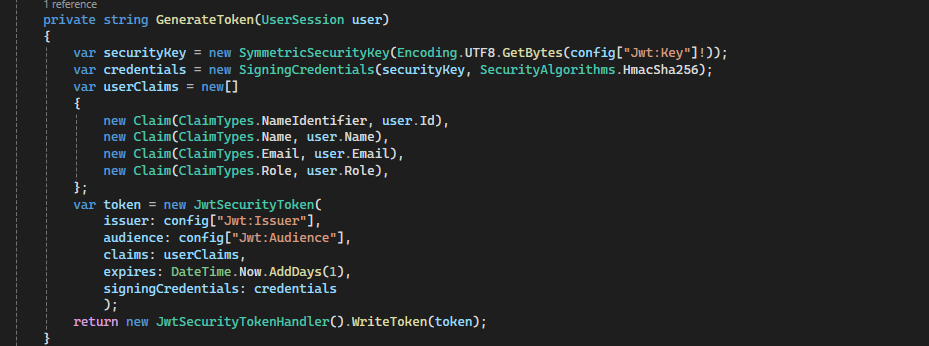 1 reference
private string GenerateToken(UserSession user)
{
var securityKey = new SymmetricSecurityKey(Encoding.UTF8.GetBytes(config["Jwt:Key"]!));
var credentials = new SigningCredentials(securityKey, SecurityAlgorithms.HmacSha256);
var userClaims = new[]
{
new Claim(ClaimTypes.NameIdentifier, user.Id),
new Claim(ClaimTypes.Name, user.Name),
new Claim(ClaimTypes.Email, user.Email),
new Claim(ClaimTypes.Role, user.Role),
};
var token = new JwtSecurityToken(
issuer: config["Jwt:Issuer"],
audience: config["Jwt:Audience"],
claims: userClaims,
expires: DateTime.Now.AddDays(1),
signingCredentials: credentials
);
return new JwtSecurityTokenHandler().WriteToken(token);
}